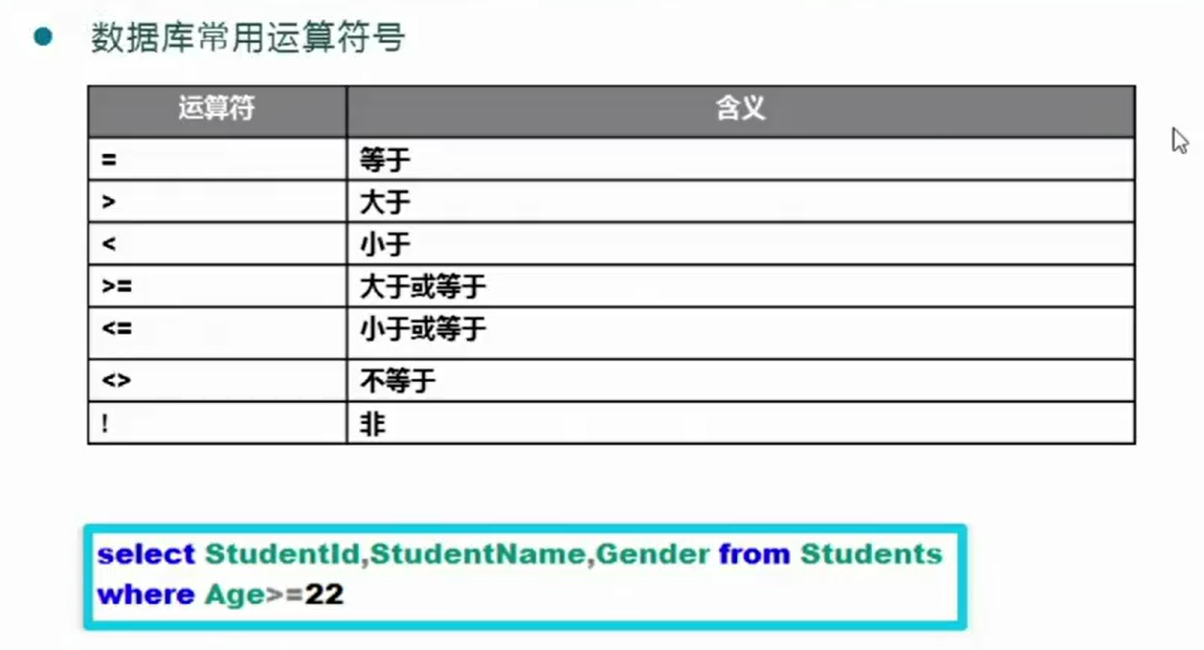 数据库常用运算符号
运算符 含义
= 等于
> 大于
< 小于
>= 大于或等于
<= 小于或等于
<> 不等于
! 非
select StudentId,StudentName,Gender from Students
where Age>=22